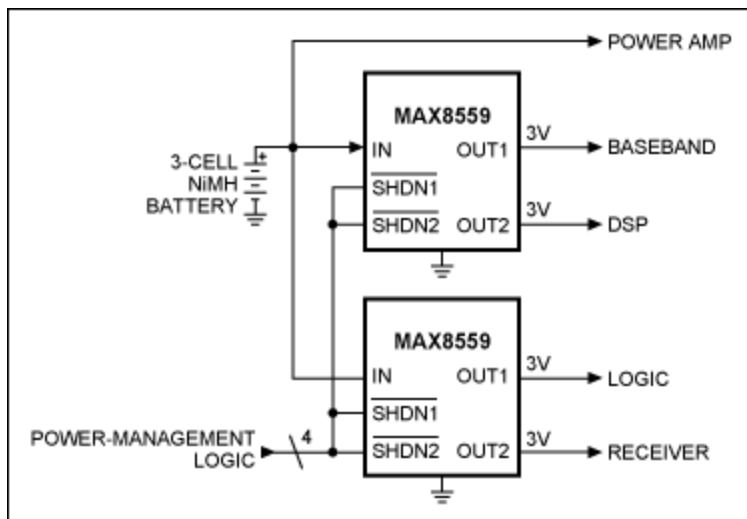 POWER AMP
MAX8559
3-CELL
NiMH
BATTERY
+
IN
SHDN1
SHDN2
OUT1
OUT2
3V
BASEBAND
3V
DSP
MAX8559
IN
SHDN1
SHDN2
OUT1
OUT2
3V
LOGIC
3V
RECEIVER
POWER-MANAGEMENT
LOGIC
4